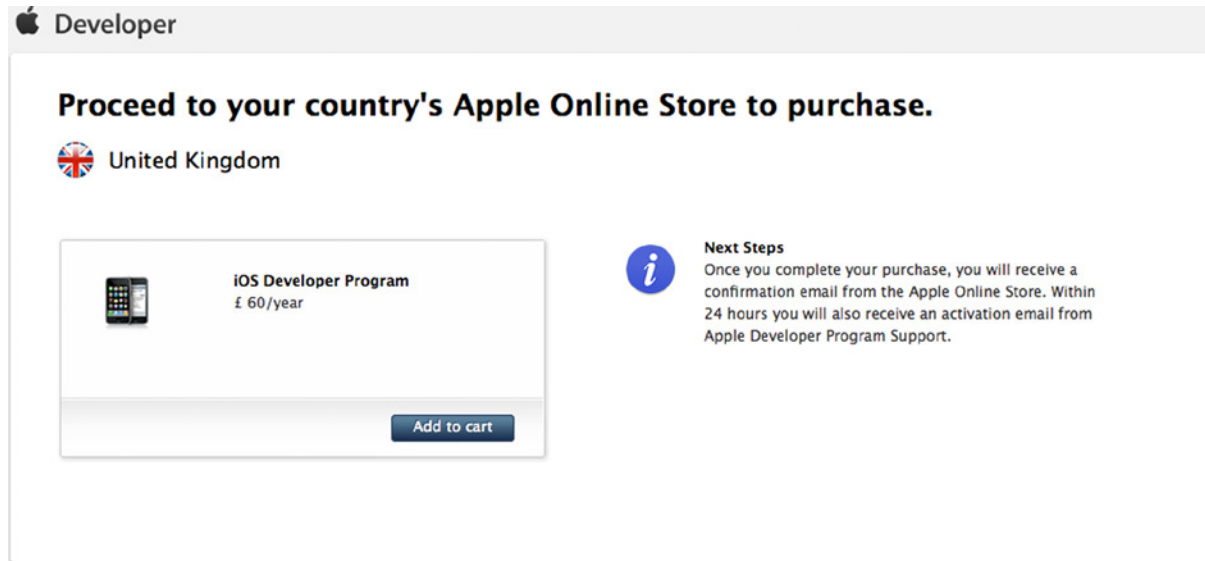 Developer
Proceed to your country's Apple Online Store to purchase.
United Kingdom
iOS Developer Program
£ 60/year
Add to cart
Next Steps
Once you complete your purchase, you will receive a
confirmation email from the Apple Online Store. Within
24 hours you will also receive an activation email from
Apple Developer Program Support.